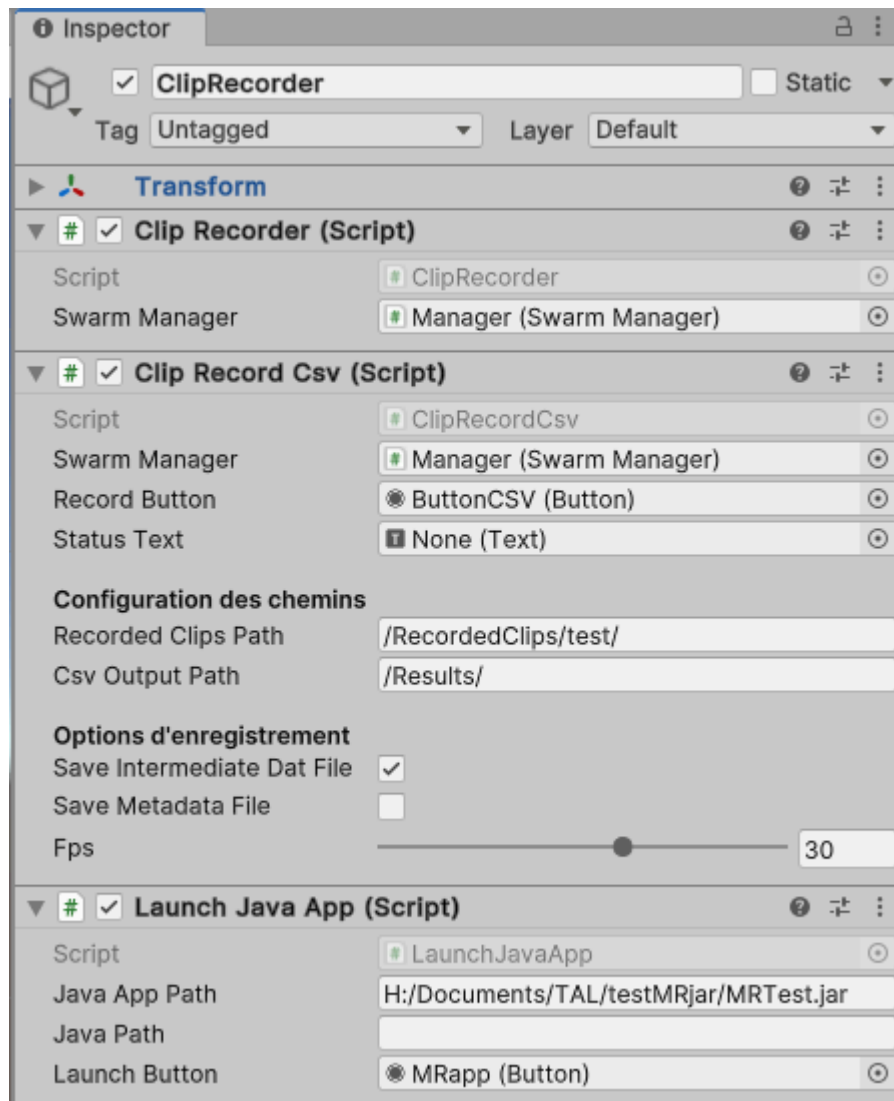 Inspector
ClipRecorder Static
Tag Untagged Layer Default
Transform
# Clip Recorder (Script)
Script # ClipRecorder
Swarm Manager # Manager (Swarm Manager)
# Clip Record Csv (Script)
Script # ClipRecordCsv
Swarm Manager # Manager (Swarm Manager)
Record Button ButtonCSV (Button)
Status Text T None (Text)
Configuration des chemins
Recorded Clips Path /RecordedClips/test/
Csv Output Path /Results/
Options d'enregistrement
Save Intermediate Dat File
Save Metadata File
Fps 30
# Launch Java App (Script)
Script # LaunchJavaApp
Java App Path H:/Documents/TAL/testMRjar/MRTest.jar
Java Path
Launch Button MRapp (Button)